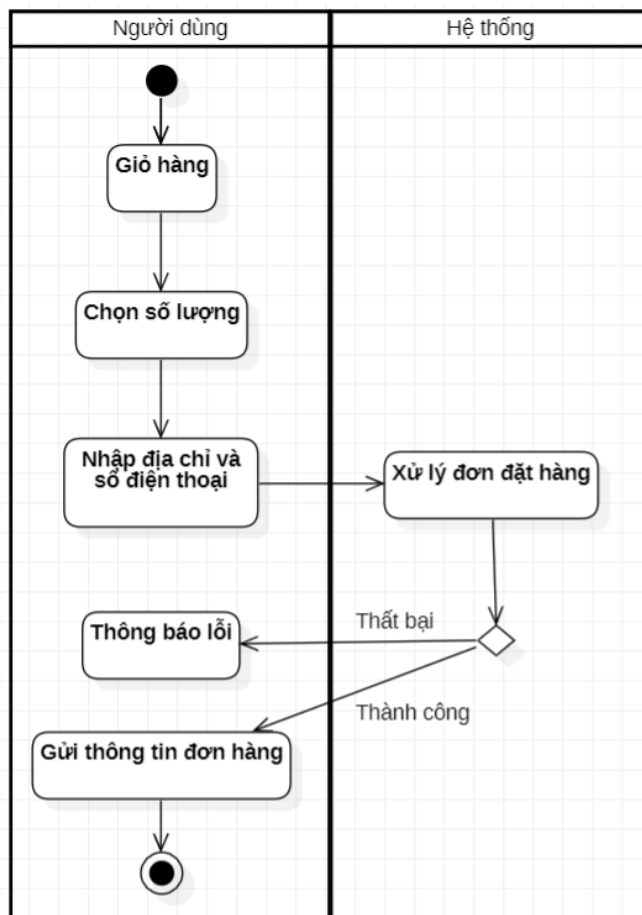 Người dùng
Hệ thống
Giỏ hàng
Chọn số lượng
Nhập địa chỉ và
số điện thoại
Xử lý đơn đặt hàng
Thất bại
Thông báo lỗi
Thành công
Gửi thông tin đơn hàng